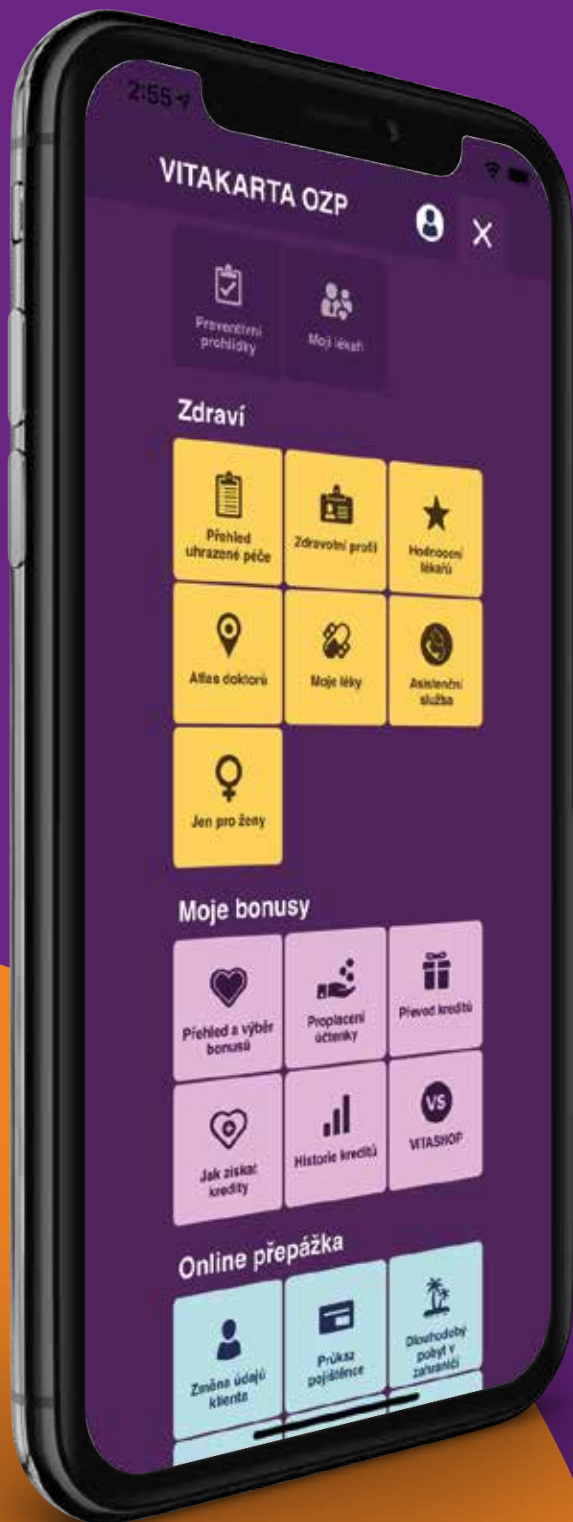 2:55
VITAKARTA OZP
Preventivní
prohlídky
Moji lékaři
Zdraví
Přehled
uhrazené péče
Zdravotní profil
Hodnocení
lékařů
Atlas doktorů
Moje léky
Asistenční
služba
Jen pro ženy
Moje bonusy
Přehled a výběr
bonusů
Proplacení
účtenky
Převod kreditů
Jak získat
kredity
Historie kreditů
VS
VITASHOP
Online přepážka
Změna údajů
klienta
Průkaz
pojištěnce
Dlouhodobý
pobyt v
zahraničí